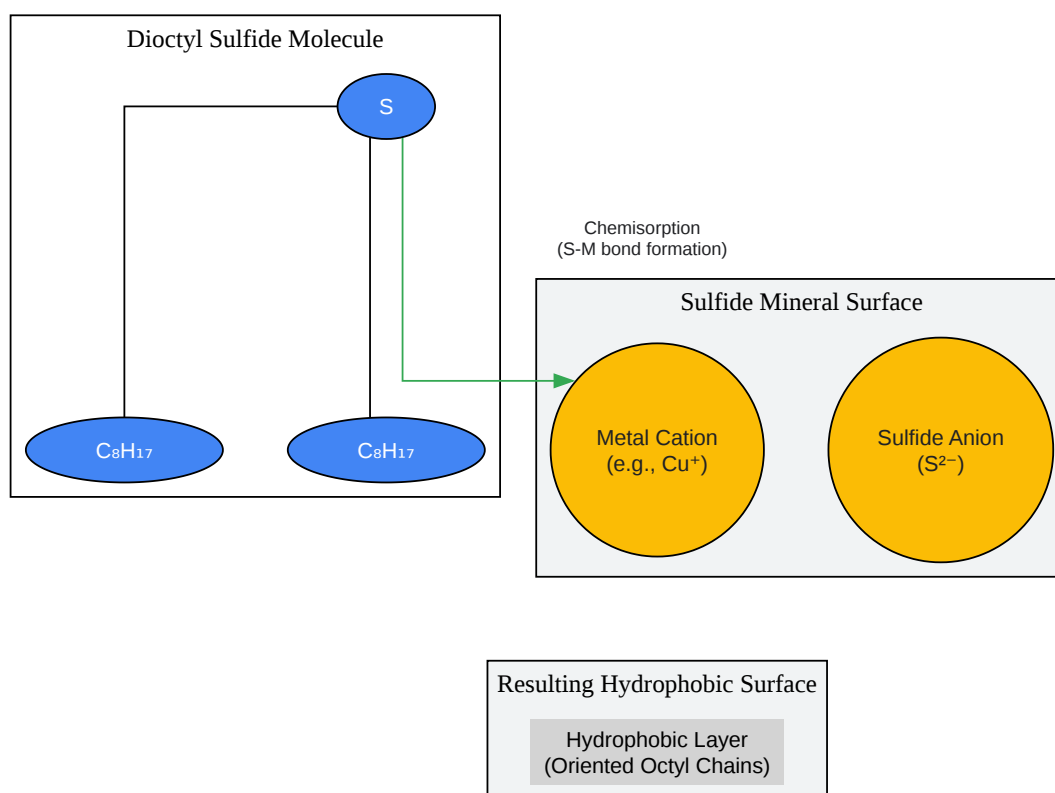 Dioctyl Sulfide Molecule
S
C₈H₁₇
C₈H₁₇
Chemisorption
(S-M bond formation)
Sulfide Mineral Surface
Metal Cation
(e.g., Cu⁺)
Sulfide Anion
(S²⁻)
Resulting Hydrophobic Surface
Hydrophobic Layer
(Oriented Octyl Chains)